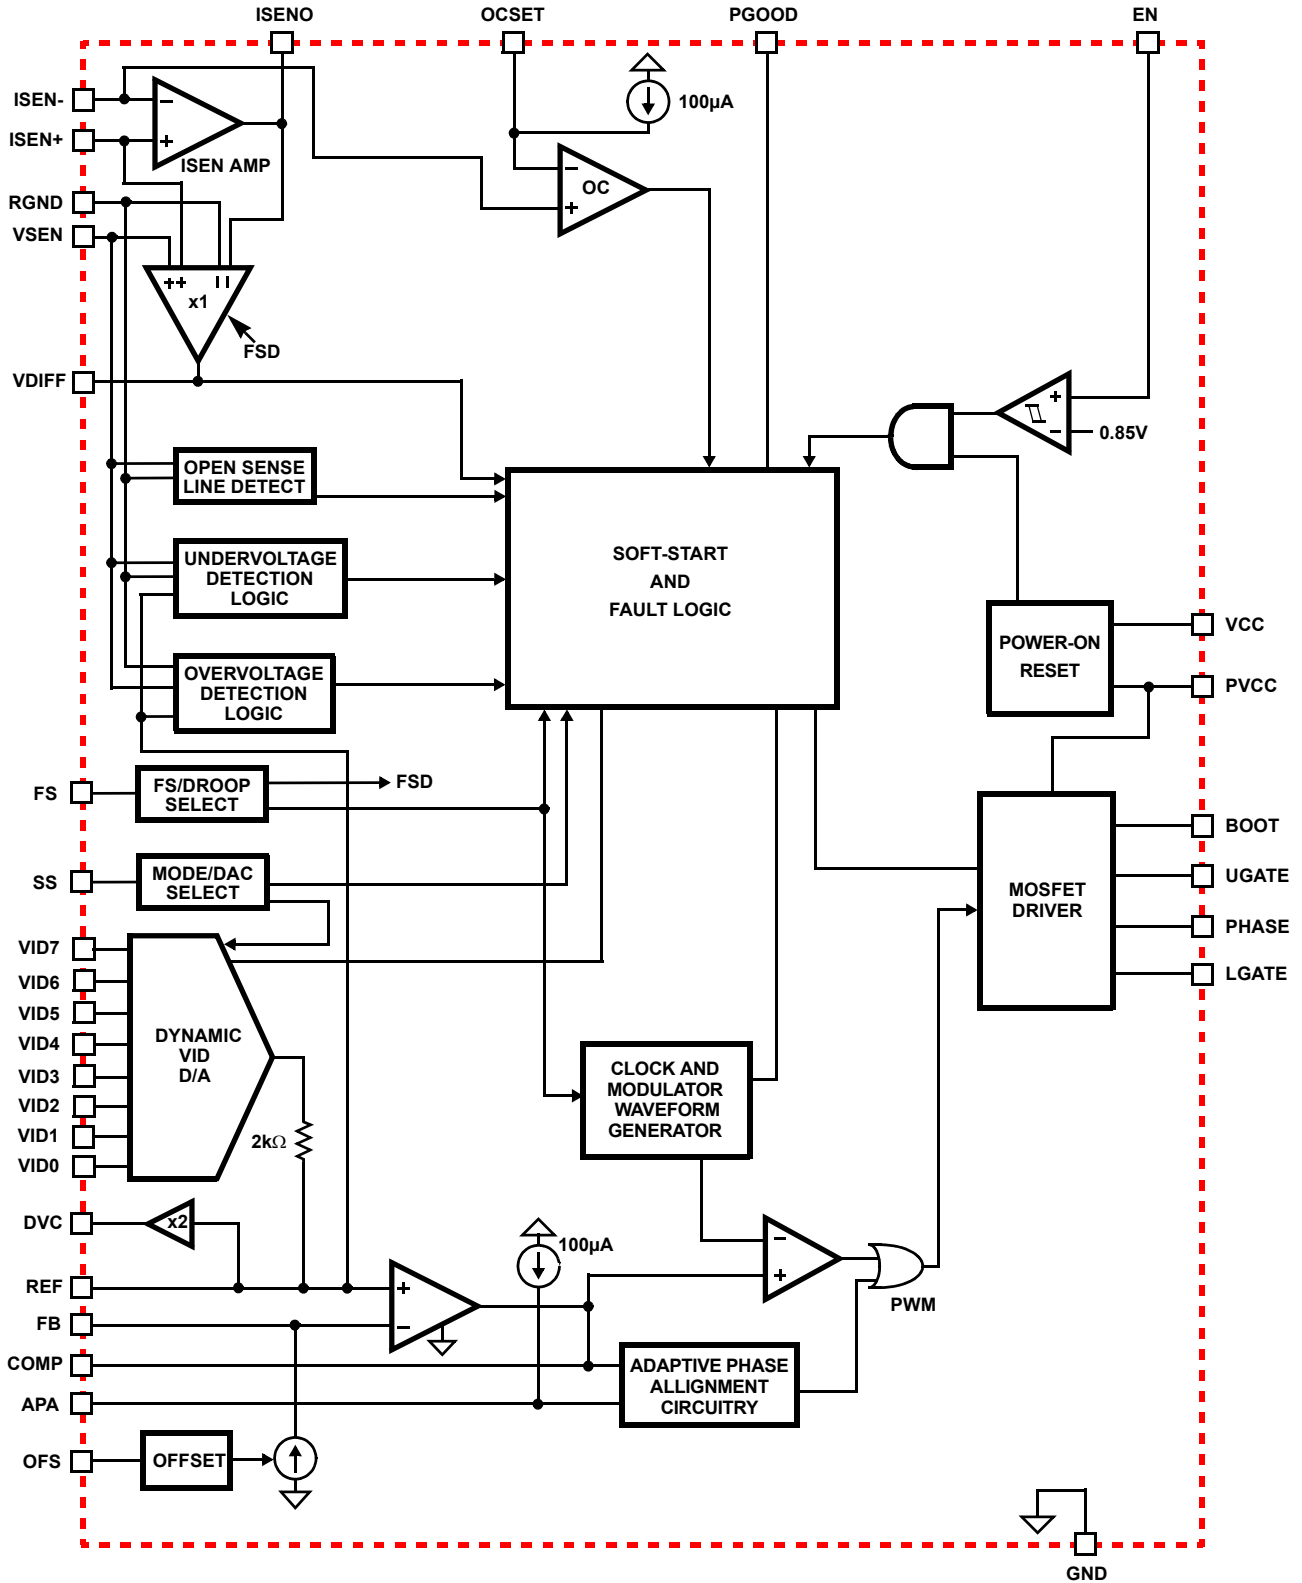 ISENO
OCSET
PGOOD
EN
ISEN-
ISEN+
RGND
VSEN
−
+
ISEN AMP
100µA
−
OC
+
++
− −
x1
FSD
VDIFF
+
−
0.85V
OPEN SENSE
LINE DETECT
UNDERVOLTAGE
DETECTION
LOGIC
OVERVOLTAGE
DETECTION
LOGIC
SOFT-START
AND
FAULT LOGIC
POWER-ON
RESET
VCC
PVCC
FS
FS/DROOP
SELECT
FSD
SS
MODE/DAC
SELECT
MOSFET
DRIVER
BOOT
UGATE
PHASE
LGATE
VID7
VID6
VID5
VID4
VID3
VID2
VID1
VID0
DYNAMIC
VID
D/A
2kΩ
CLOCK AND
MODULATOR
WAVEFORM
GENERATOR
DVC
x2
100µA
REF
FB
COMP
APA
OFS
+
−
−
+
PWM
ADAPTIVE PHASE
ALLIGNMENT
CIRCUITRY
OFFSET
GND